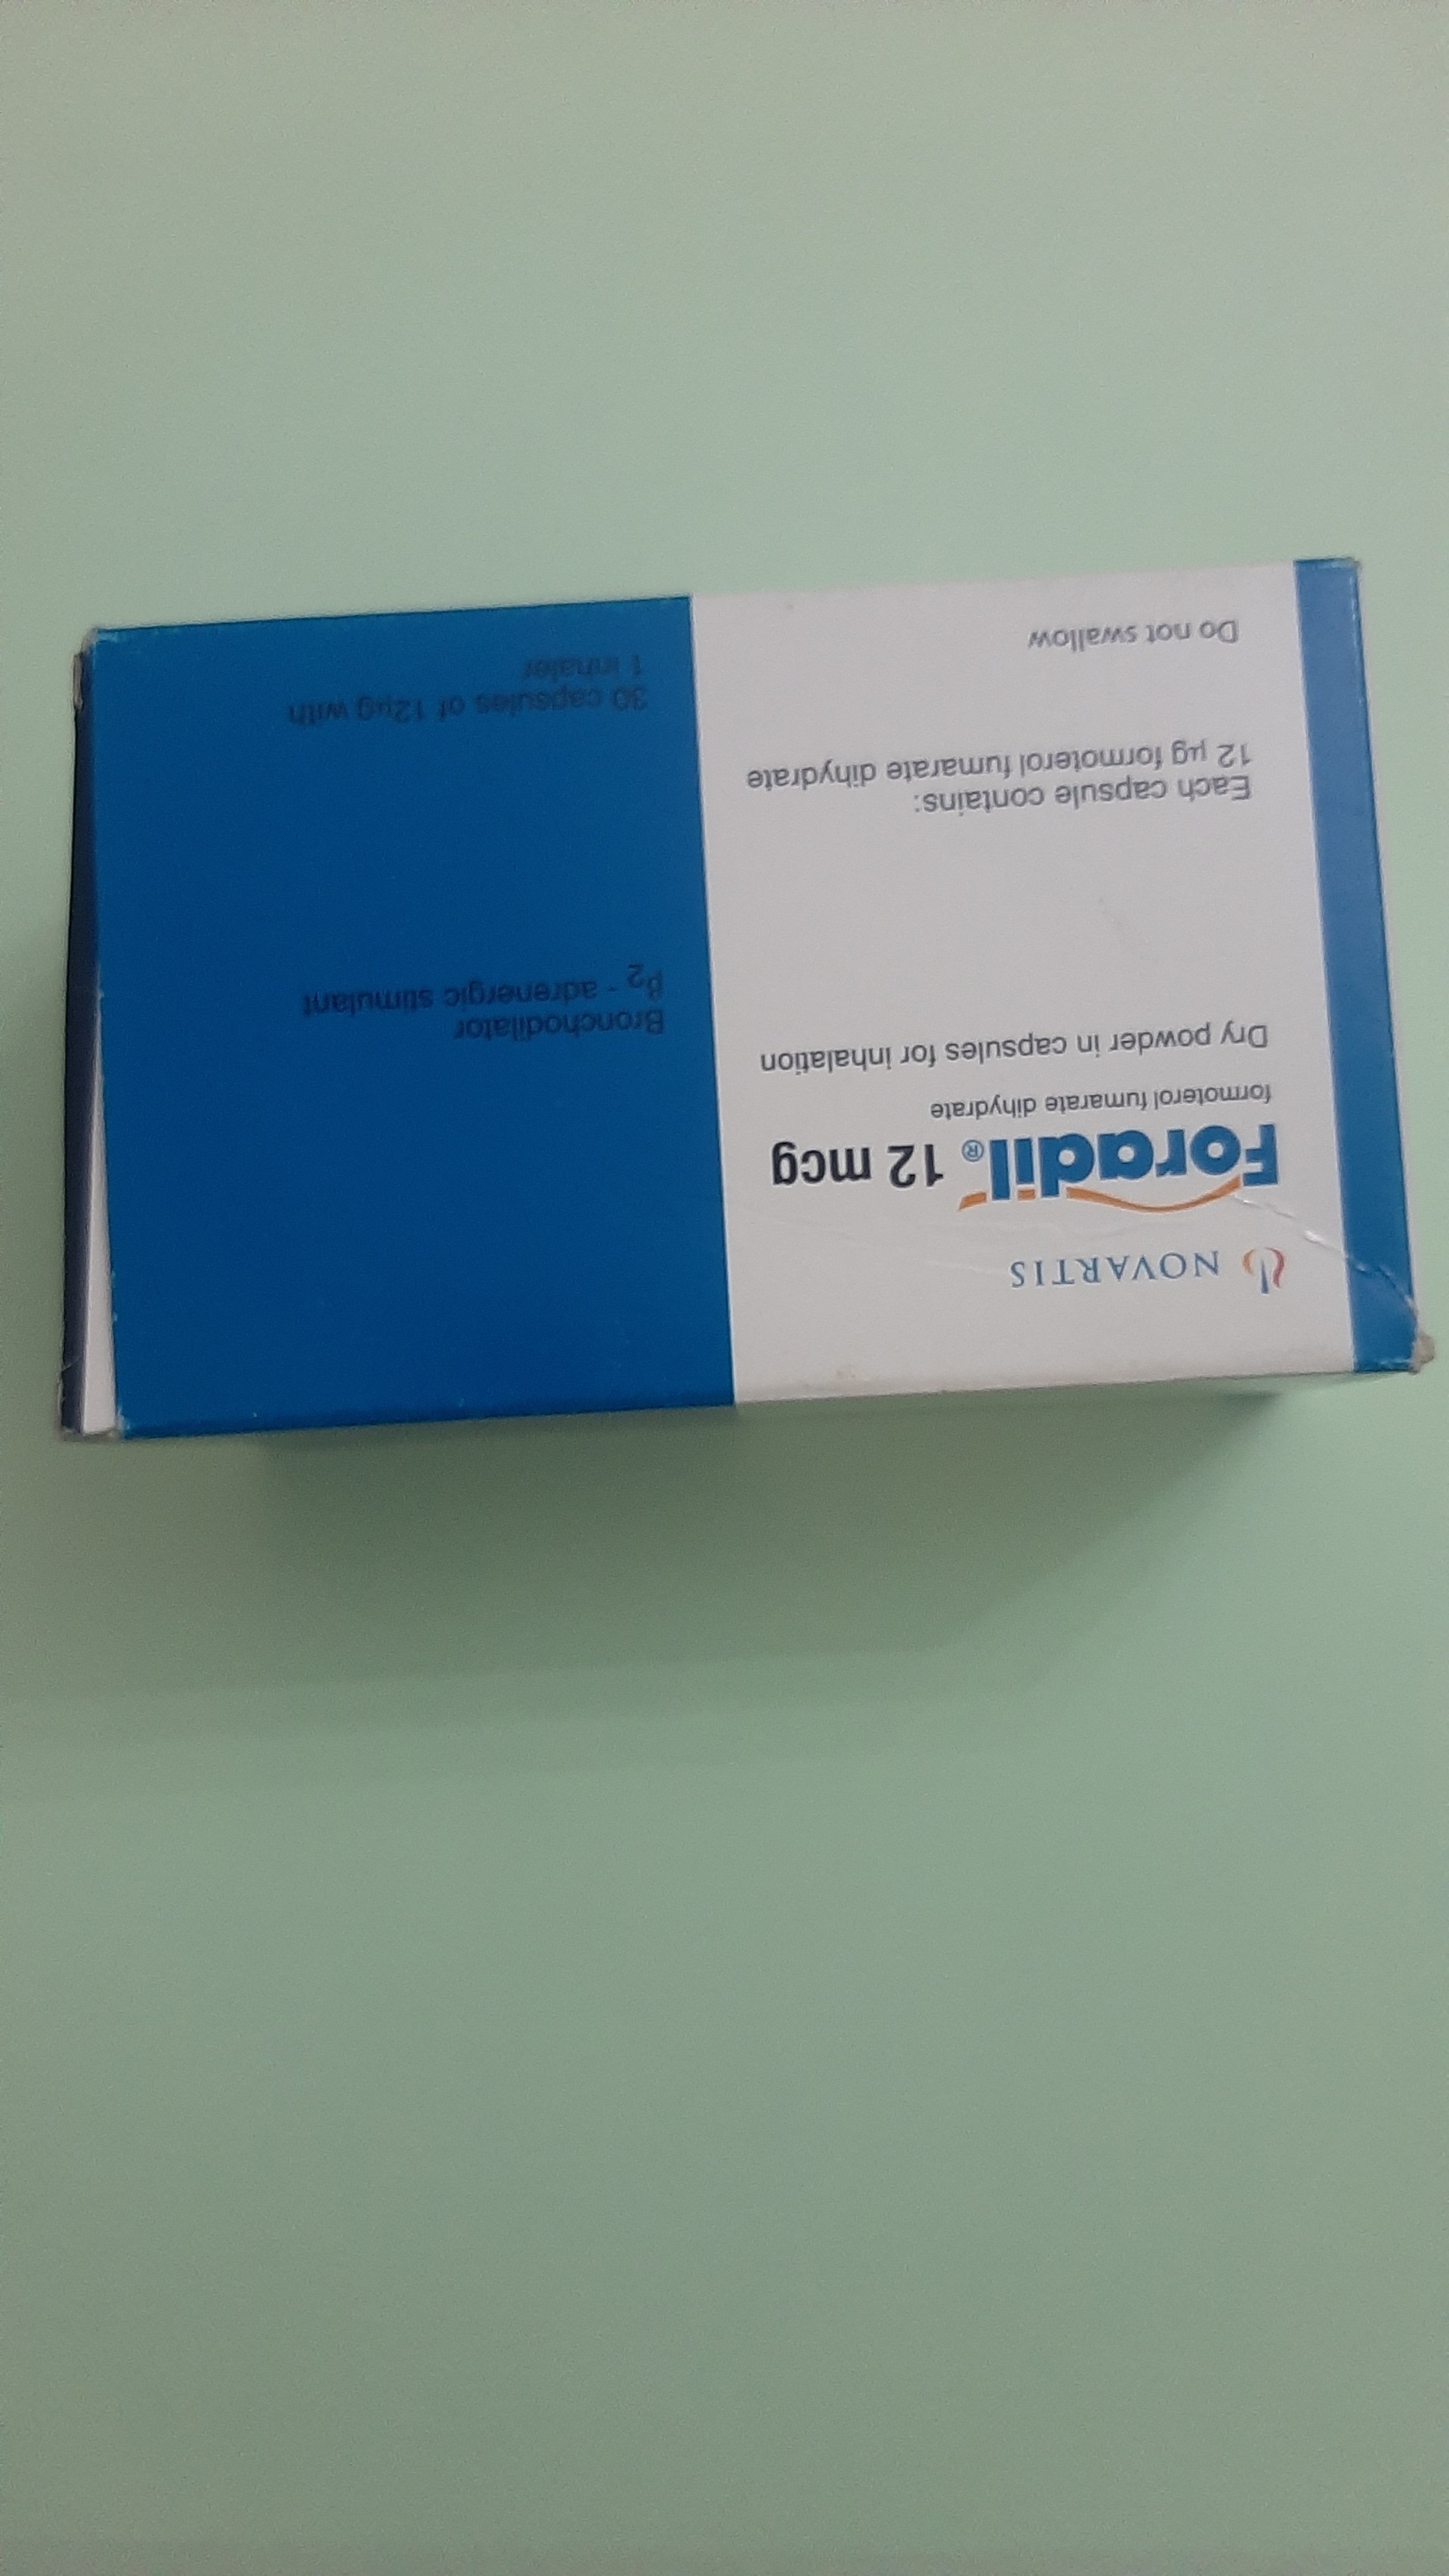 NOVARTIS
Foradil® 12 mcg
formoterol fumarate dihydrate
Dry powder in capsules for inhalation
Each capsule contains:
12 µg formoterol fumarate dihydrate
Do not swallow
Bronchodilator
β2 - adrenergic stimulant
30 capsules of 12µg with
1 inhaler